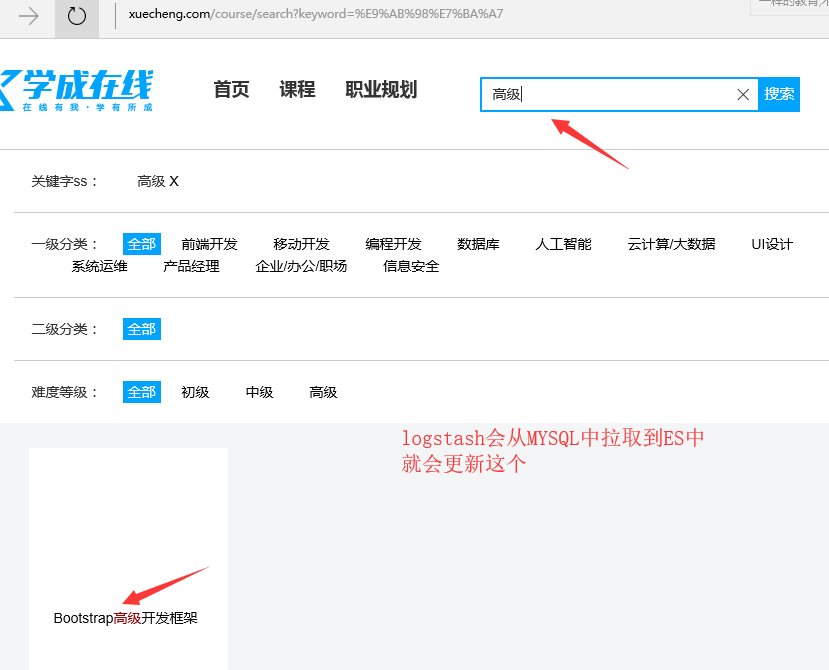 xuecheng.com/course/search?keyword=%E9%AB%98%E7%BA%A7
学成在线
在线有我·学有所成
首页 课程 职业规划
高级 搜索
关键字ss： 高级 X
一级分类： 全部 前端开发 移动开发 编程开发 数据库 人工智能 云计算/大数据 UI设计
系统运维 产品经理 企业/办公/职场 信息安全
二级分类： 全部
难度等级： 全部 初级 中级 高级
logstash会从MYSQL中拉取到ES中
就会更新这个
Bootstrap高级开发框架